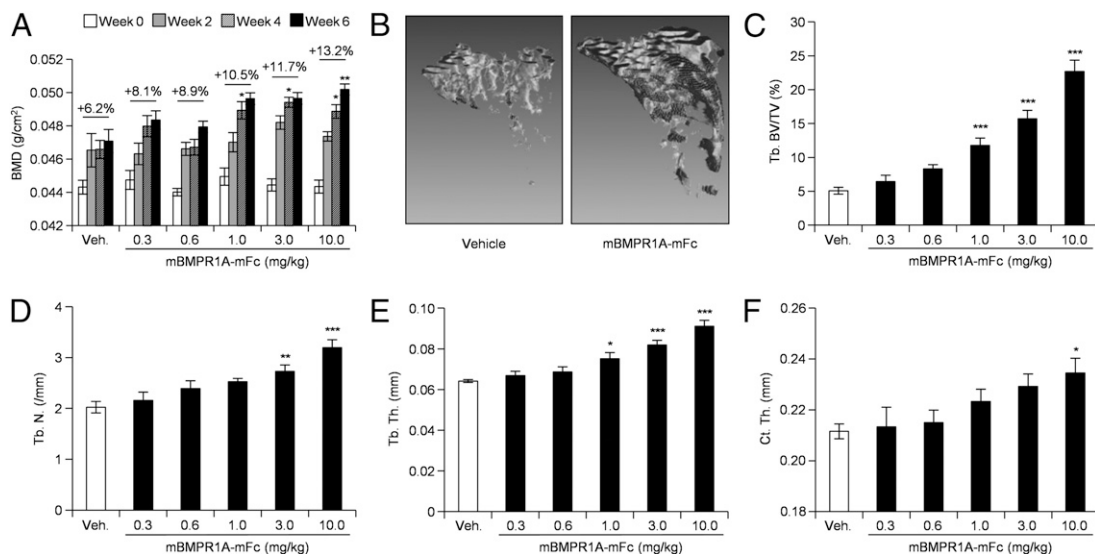 A
Week 0 Week 2 Week 4 Week 6
BMD (g/cm²)
0.052
0.050
0.048
0.046
0.044
0.042
+6.2%
+8.1%
+8.9%
+10.5%
+11.7%
+13.2%
* * * **
Veh. 0.3 0.6 1.0 3.0 10.0
mBMPR1A-mFc (mg/kg)
B
Vehicle mBMPR1A-mFc
C
Tb. BV/TV (%)
30
25
20
15
10
5
0
*** *** ***
Veh. 0.3 0.6 1.0 3.0 10.0
mBMPR1A-mFc (mg/kg)
D
Tb. N. (/mm)
4
3
2
1
0
** ***
Veh. 0.3 0.6 1.0 3.0 10.0
mBMPR1A-mFc (mg/kg)
E
Tb. Th. (mm)
0.10
0.08
0.06
0.04
0.02
0.00
* *** ***
Veh. 0.3 0.6 1.0 3.0 10.0
mBMPR1A-mFc (mg/kg)
F
Ct. Th. (mm)
0.26
0.24
0.22
0.20
0.18
*
Veh. 0.3 0.6 1.0 3.0 10.0
mBMPR1A-mFc (mg/kg)